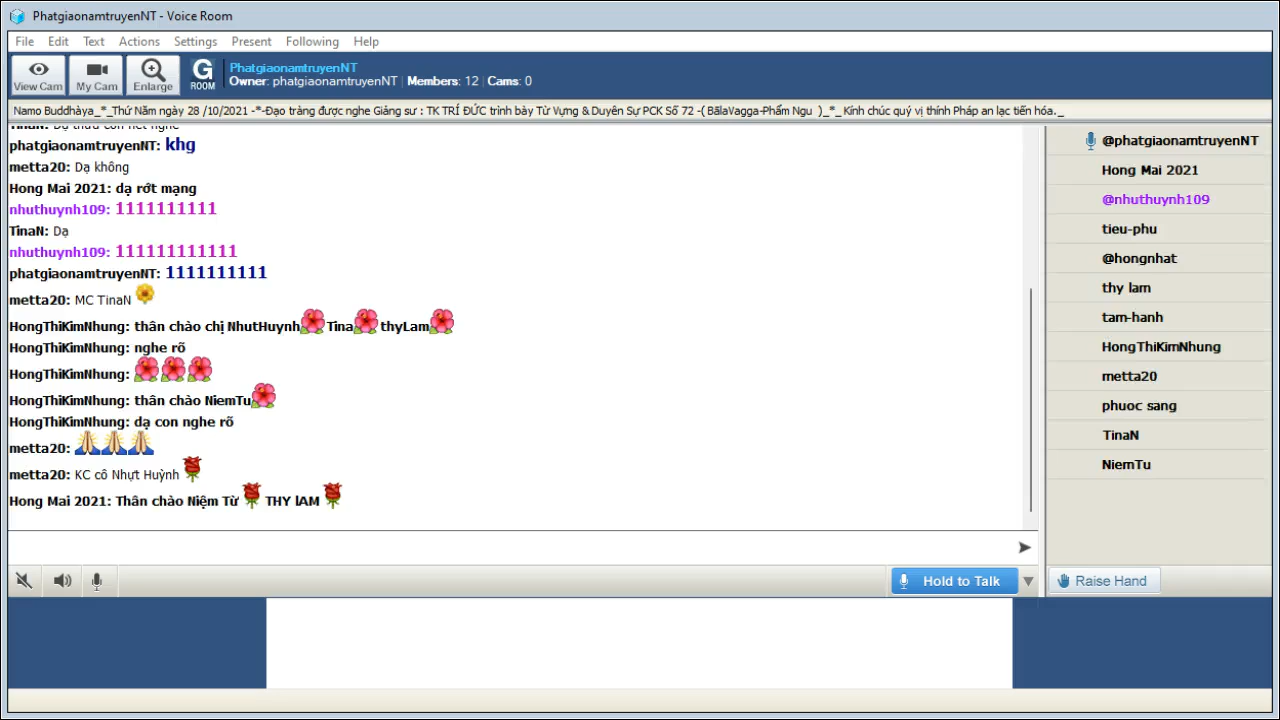 PhatgiaonamtruyenNT - Voice Room
File Edit Text Actions Settings Present Following Help
View Cam My Cam Enlarge G ROOM
PhatgiaonamtruyenNT
Owner: phatgiaonamtruyenNT Members: 12 Cams: 0
Namo Buddhàya_*_Thứ Năm ngày 28 /10/2021 -*-Đạo tràng được nghe Giảng sư : TK TRÍ ĐỨC trình bày Từ Vựng & Duyên Sự PCK Số 72 -( BãlaVagga-Phẩm Ngu )_*_ Kính chúc quý vị thính Pháp an lạc tiến hóa._
phatgiaonamtruyenNT: khg
metta20: Dạ không
Hong Mai 2021: dạ rớt mạng
nhuthuynh109: 1111111111
TinaN: Dạ
nhuthuynh109: 111111111111
phatgiaonamtruyenNT: 1111111111
metta20: MC TinaN
HongThiKimNhung: thân chào chị NhutHuynh Tina thyLam
HongThiKimNhung: nghe rõ
HongThiKimNhung:
HongThiKimNhung: thân chào NiemTu
HongThiKimNhung: dạ con nghe rõ
metta20:
metta20: KC cô Nhựt Huỳnh
Hong Mai 2021: Thân chào Niệm Từ THY lAM
@phatgiaonamtruyenNT
Hong Mai 2021
@nhuthuynh109
tieu-phu
@hongnhat
thy lam
tam-hanh
HongThiKimNhung
metta20
phuoc sang
TinaN
NiemTu
Hold to Talk
Raise Hand